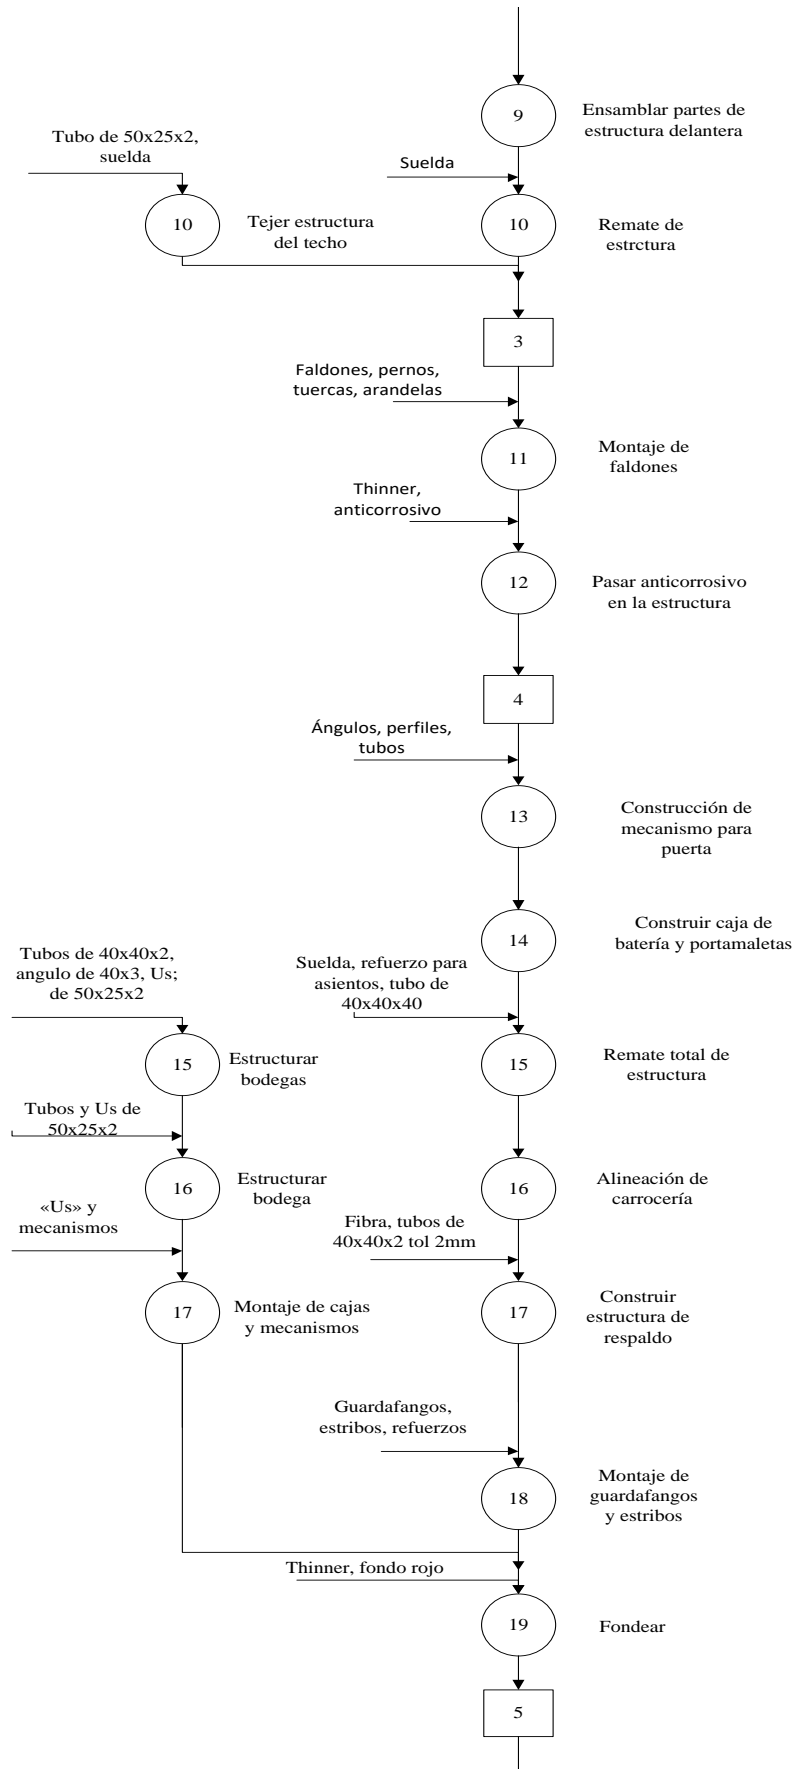 9
Ensamblar partes de
estructura delantera
Tubo de 50x25x2,
suelda
Suelda
10
Tejer estructura
del techo
10
Remate de
estrctura
3
Faldones, pernos,
tuercas, arandelas
11
Montaje de
faldones
Thinner,
anticorrosivo
12
Pasar anticorrosivo
en la estructura
4
Ángulos, perfiles,
tubos
13
Construcción de
mecanismo para
puerta
14
Construir caja de
batería y portamaletas
Tubos de 40x40x2,
angulo de 40x3, Us;
de 50x25x2
Suelda, refuerzo para
asientos, tubo de
40x40x40
15
Estructurar
bodegas
15
Remate total de
estructura
Tubos y Us de
50x25x2
16
Estructurar
bodega
16
Alineación de
carrocería
«Us» y
mecanismos
Fibra, tubos de
40x40x2 tol 2mm
17
Montaje de cajas
y mecanismos
17
Construir
estructura de
respaldo
Guardafangos,
estribos, refuerzos
18
Montaje de
guardafangos
y estribos
Thinner, fondo rojo
19
Fondear
5